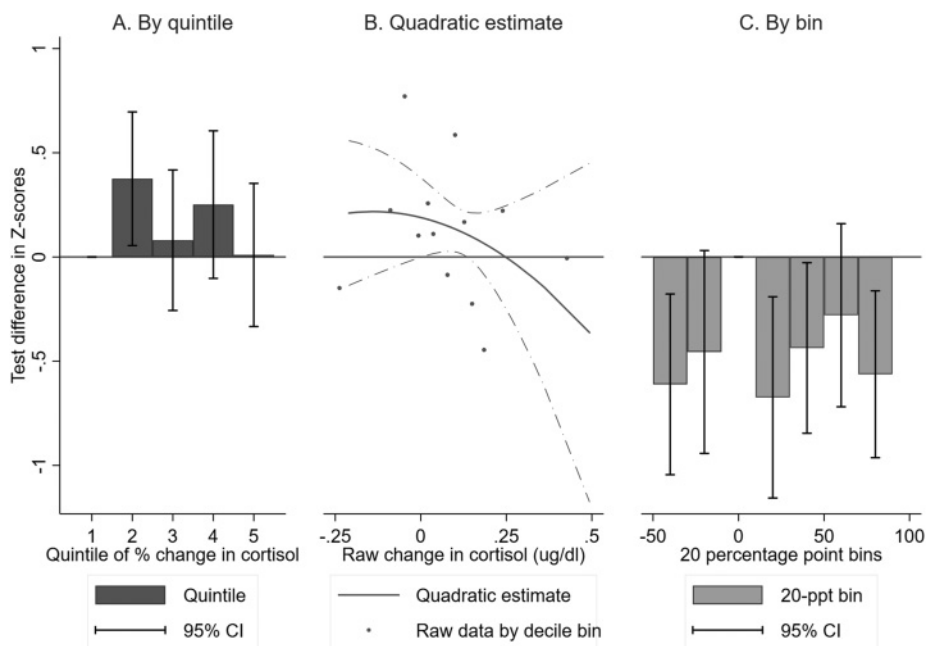 A. By quintile
B. Quadratic estimate
C. By bin
Test difference in Z-scores
1
.5
0
-.5
-1
1 2 3 4 5
Quintile of % change in cortisol
-.25 0 .25 .5
Raw change in cortisol (ug/dl)
-50 0 50 100
20 percentage point bins
Quintile
95% CI
Quadratic estimate
Raw data by decile bin
20-ppt bin
95% CI